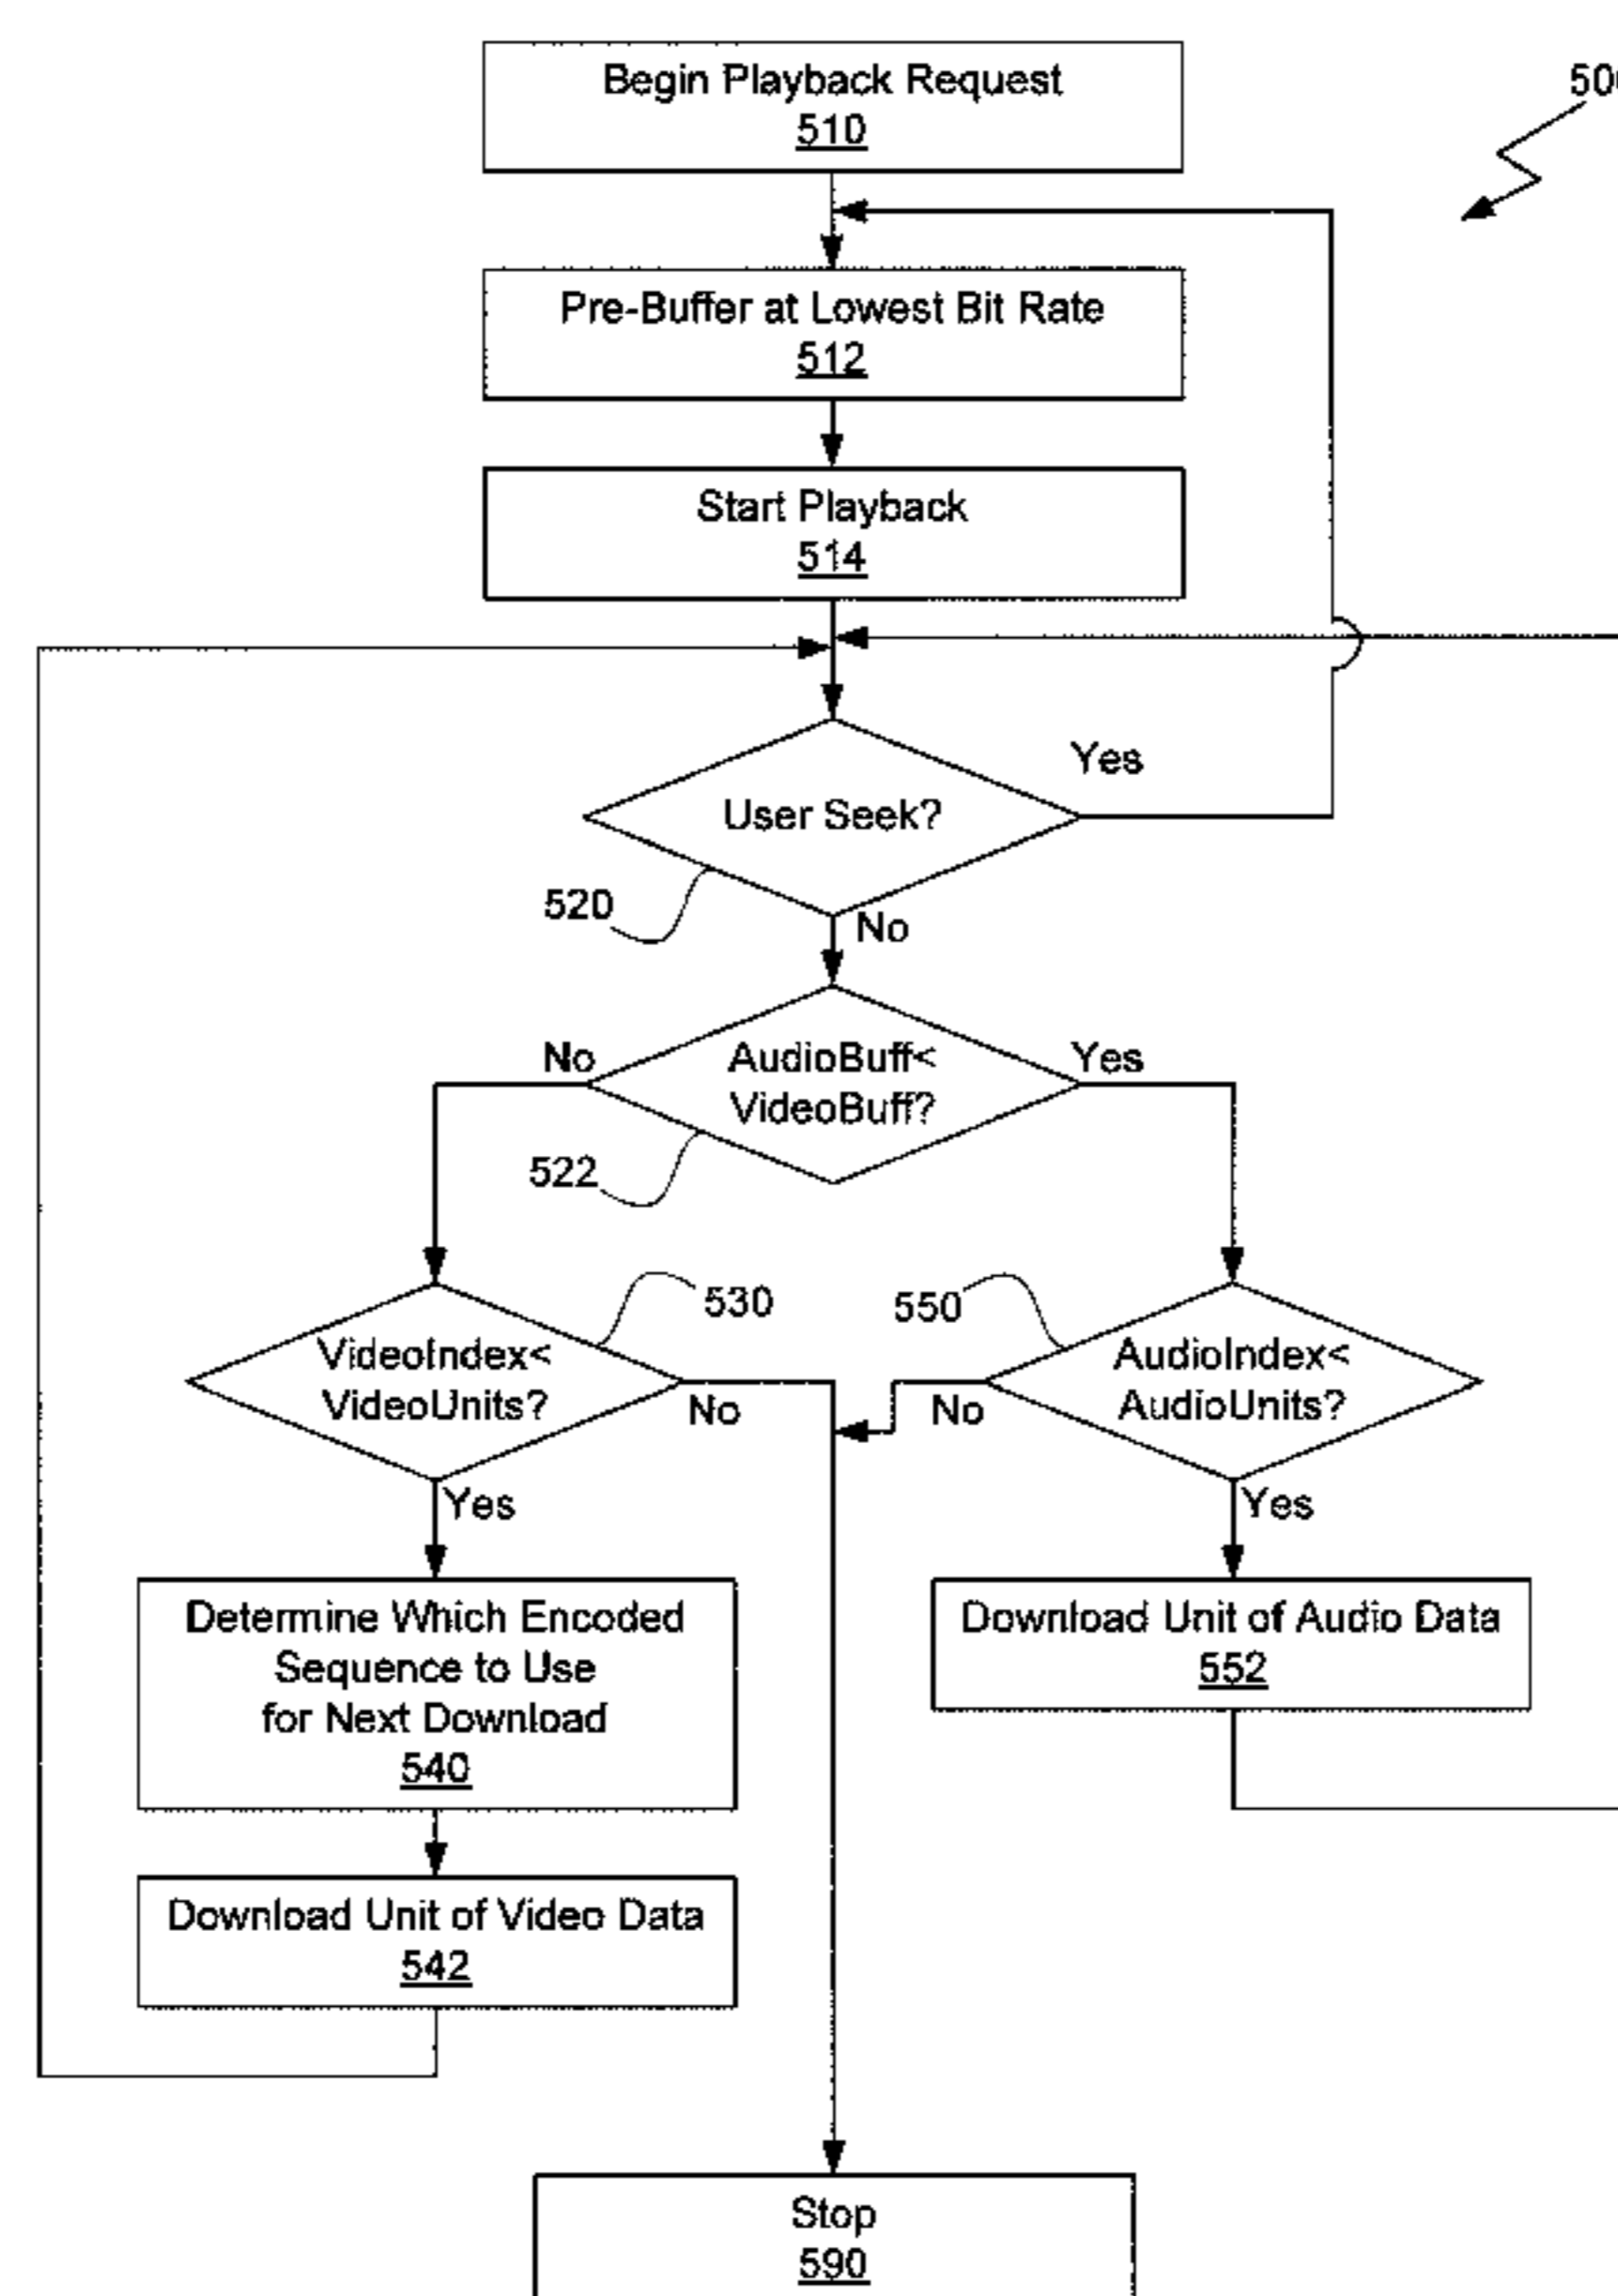 Begin Playback Request
510
Pre-Buffer at Lowest Bit Rate
512
Start Playback
514
User Seek?
Yes
520
No
No
AudioBuff<
VideoBuff?
Yes
522
530
550
VideoIndex<
VideoUnits?
No
No
AudioIndex<
AudioUnits?
Yes
Yes
Determine Which Encoded
Sequence to Use
for Next Download
540
Download Unit of Audio Data
552
Download Unit of Video Data
542
Stop
590